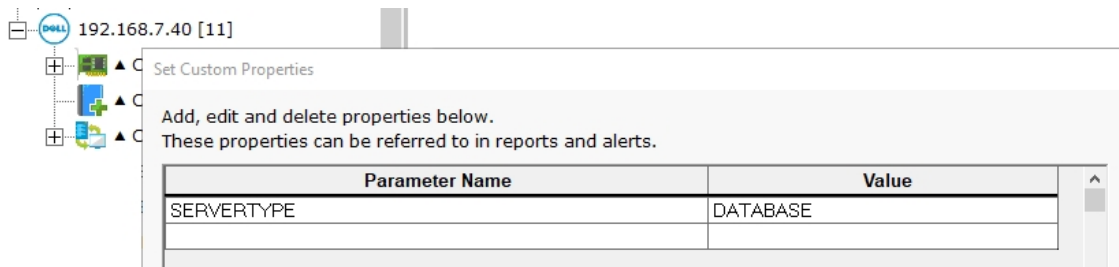 DELL 192.168.7.40 [11]
▲ C
▲ C
▲ C
Set Custom Properties
Add, edit and delete properties below.
These properties can be referred to in reports and alerts.
Parameter Name Value
SERVERTYPE DATABASE